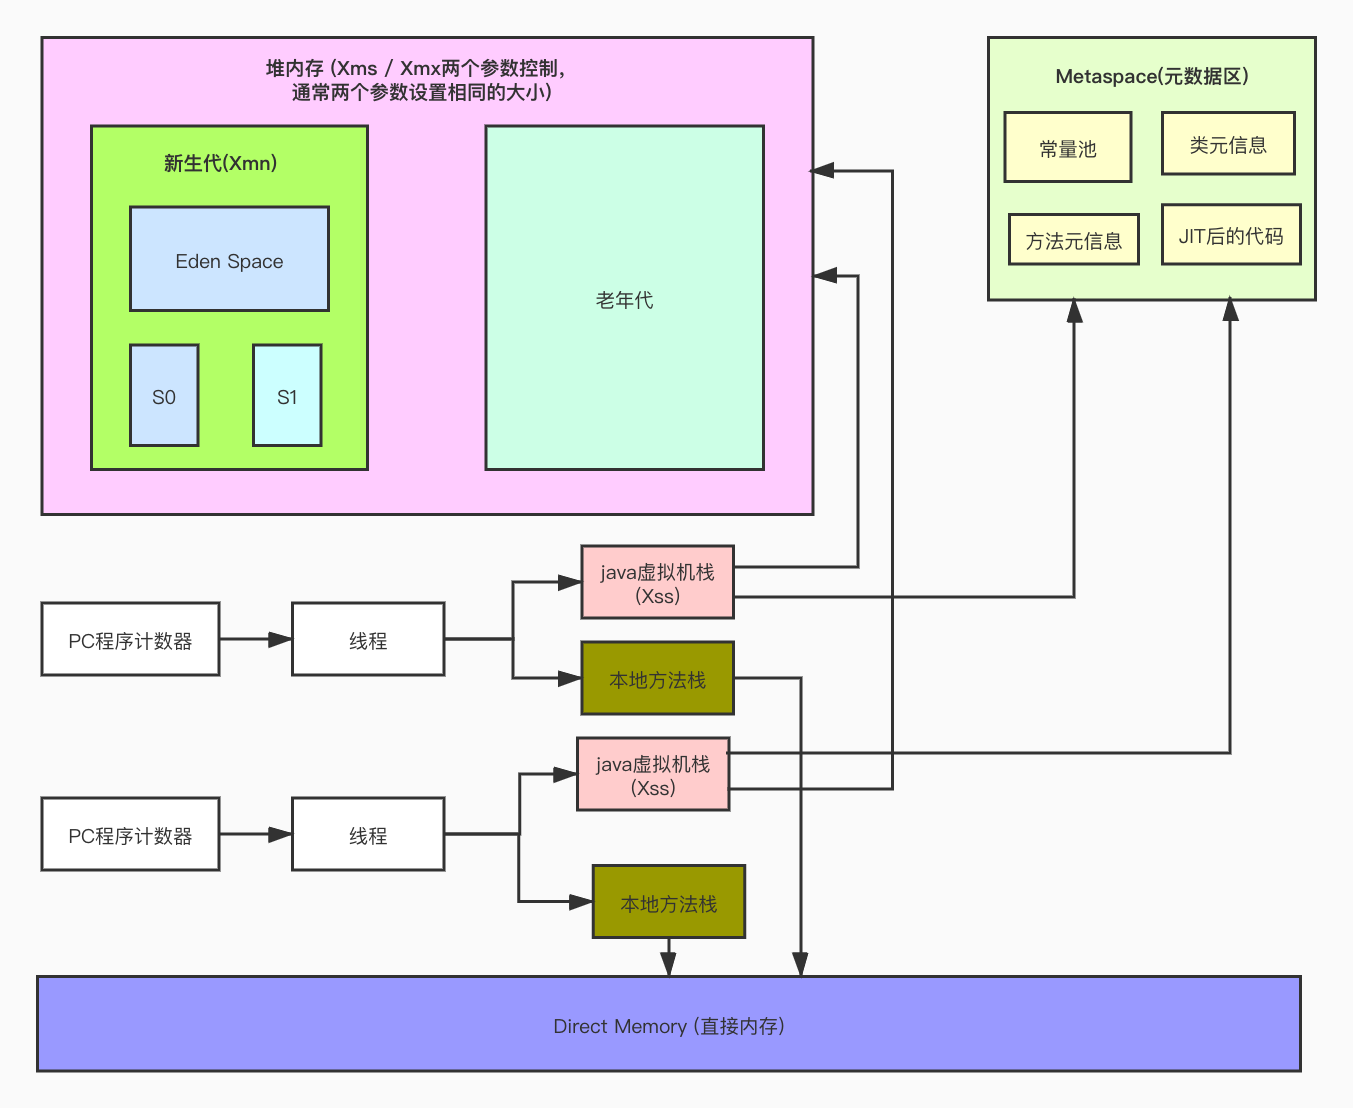 堆内存 (Xms / Xmx两个参数控制,
通常两个参数设置相同的大小)
新生代(Xmn)
Eden Space
S0
S1
老年代
Metaspace(元数据区)
常量池
类元信息
方法元信息
JIT后的代码
java虚拟机栈
(Xss)
PC程序计数器
线程
本地方法栈
java虚拟机栈
(Xss)
PC程序计数器
线程
本地方法栈
Direct Memory (直接内存)